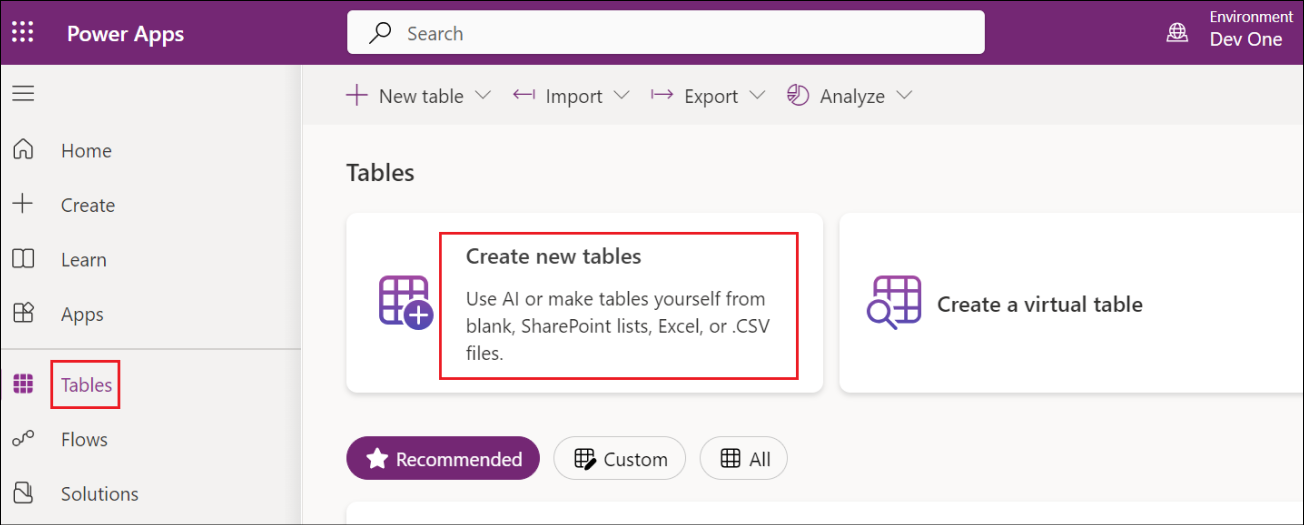 Power Apps
Search
Environment
Dev One
New table
Import
Export
Analyze
Home
Create
Learn
Apps
Tables
Flows
Solutions
Tables
Create new tables
Use AI or make tables yourself from
blank, SharePoint lists, Excel, or .CSV
files.
Create a virtual table
Recommended
Custom
All